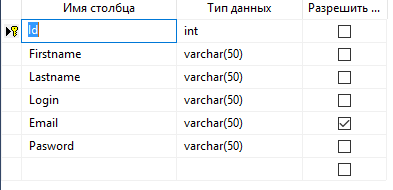 Имя столбца Тип данных Разрешить ...
Id int
Firstname varchar(50)
Lastname varchar(50)
Login varchar(50)
Email varchar(50)
Pasword varchar(50)